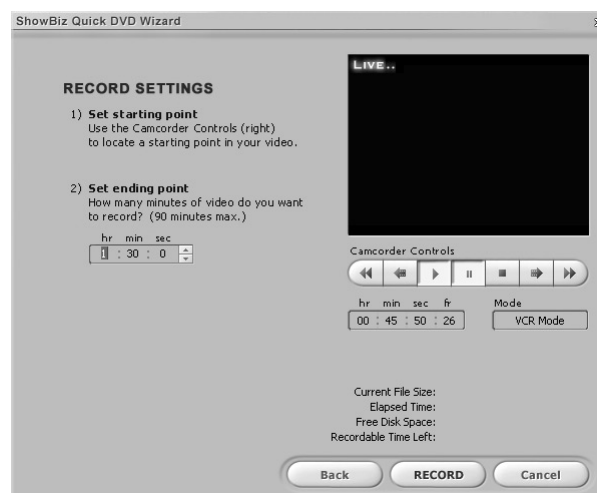 ShowBiz Quick DVD Wizard
RECORD SETTINGS
1) Set starting point
Use the Camcorder Controls (right)
to locate a starting point in your video.
2) Set ending point
How many minutes of video do you want
to record? (90 minutes max.)
hr min sec
1 : 30 : 0
LIVE..
Camcorder Controls
hr min sec fr
00 : 45 : 50 : 26
Mode
VCR Mode
Current File Size:
Elapsed Time:
Free Disk Space:
Recordable Time Left:
Back
RECORD
Cancel